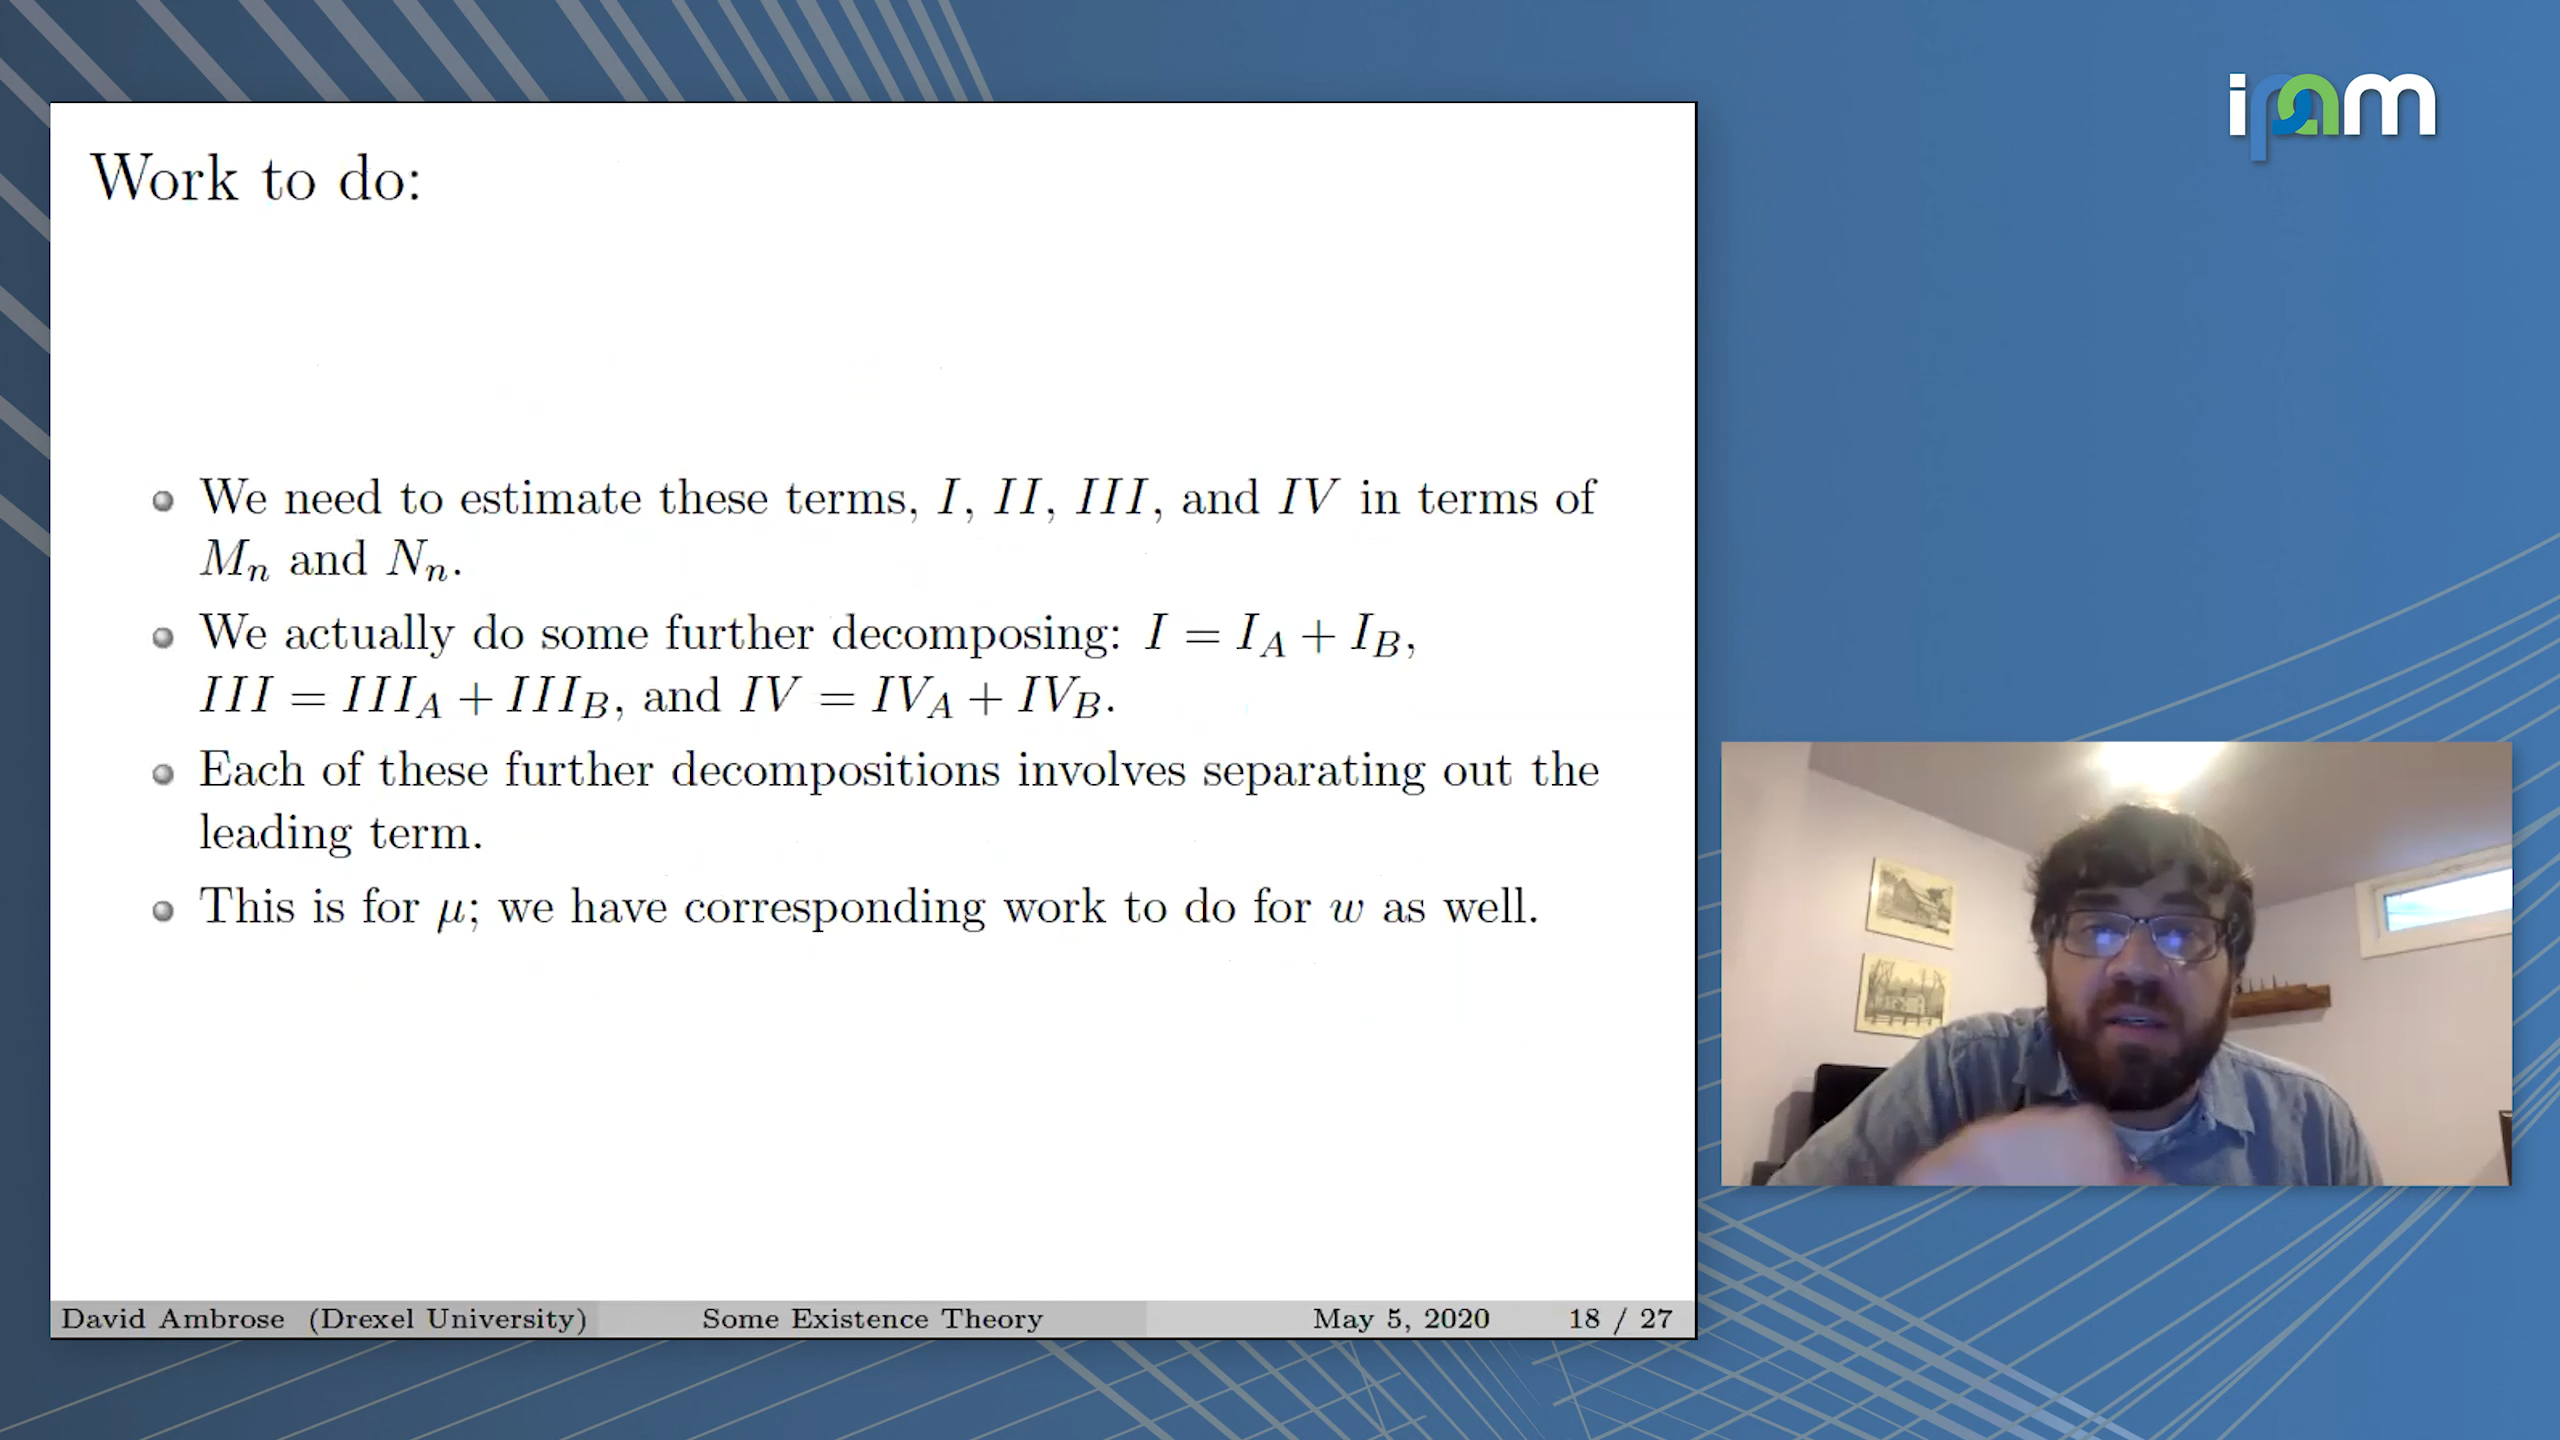 ipam
Work to do:
We need to estimate these terms, I, II, III, and IV in terms of
Mₙ and Nₙ.
We actually do some further decomposing: I = I_A + I_B,
III = III_A + III_B, and IV = IV_A + IV_B.
Each of these further decompositions involves separating out the
leading term.
This is for μ; we have corresponding work to do for w as well.
David Ambrose (Drexel University) Some Existence Theory May 5, 2020 18 / 27